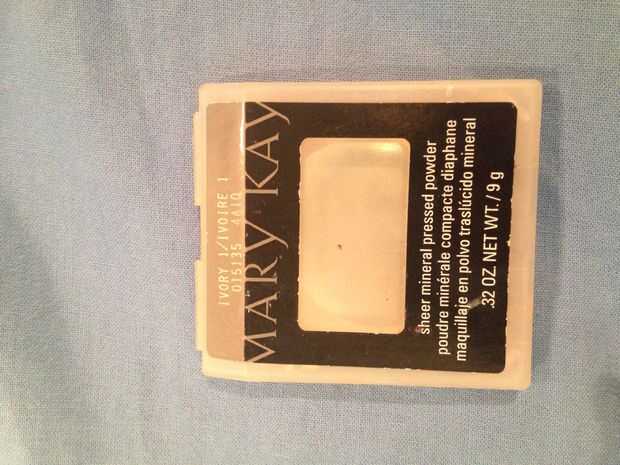 IVORY 1/IVOIRE 1
015135 4AI0
MARY KAY
sheer mineral pressed powder
poudre minérale compacte diaphane
maquillaje en polvo traslúcido mineral
.32 OZ NET WT. / 9 g